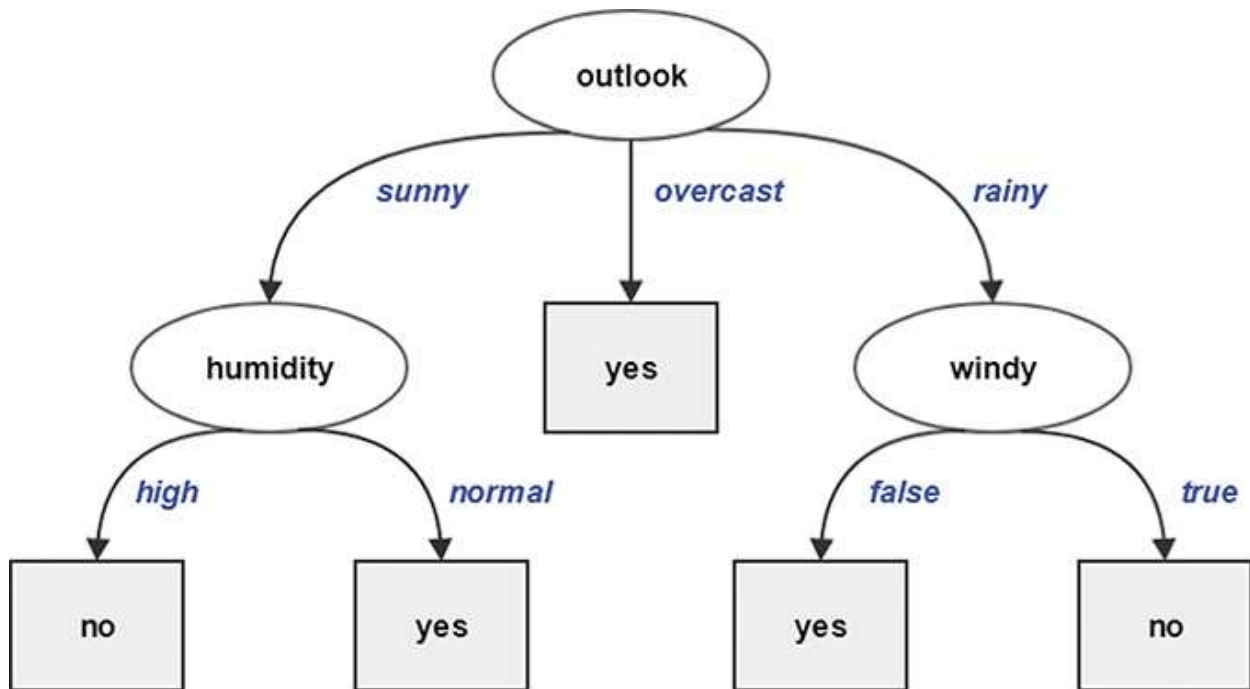 outlook
sunny
overcast
rainy
humidity
yes
windy
high
normal
false
true
no
yes
yes
no